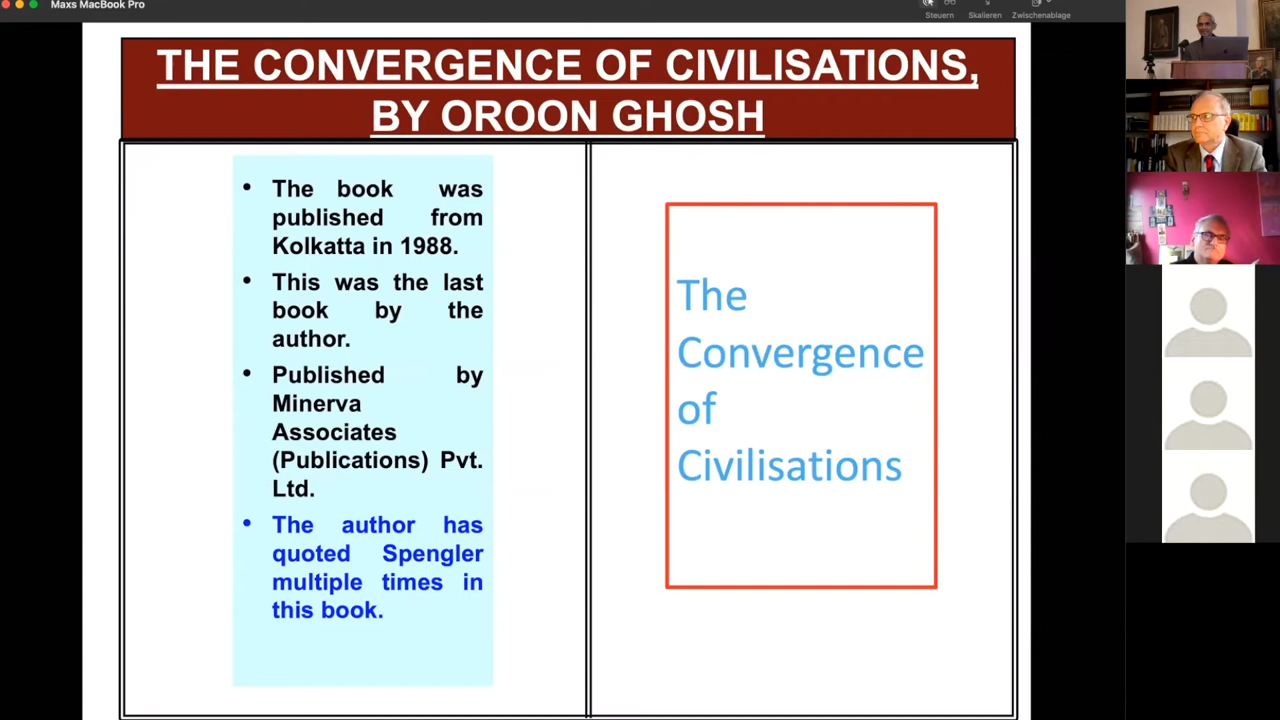 Maxs MacBook Pro
Steuern
Skalieren
Zwischenablage
THE CONVERGENCE OF CIVILISATIONS,
BY OROON GHOSH
• The book was
published from
Kolkatta in 1988.
• This was the last
book by the
author.
• Published by
Minerva
Associates
(Publications) Pvt.
Ltd.
• The author has
quoted Spengler
multiple times in
this book.
The
Convergence
of
Civilisations